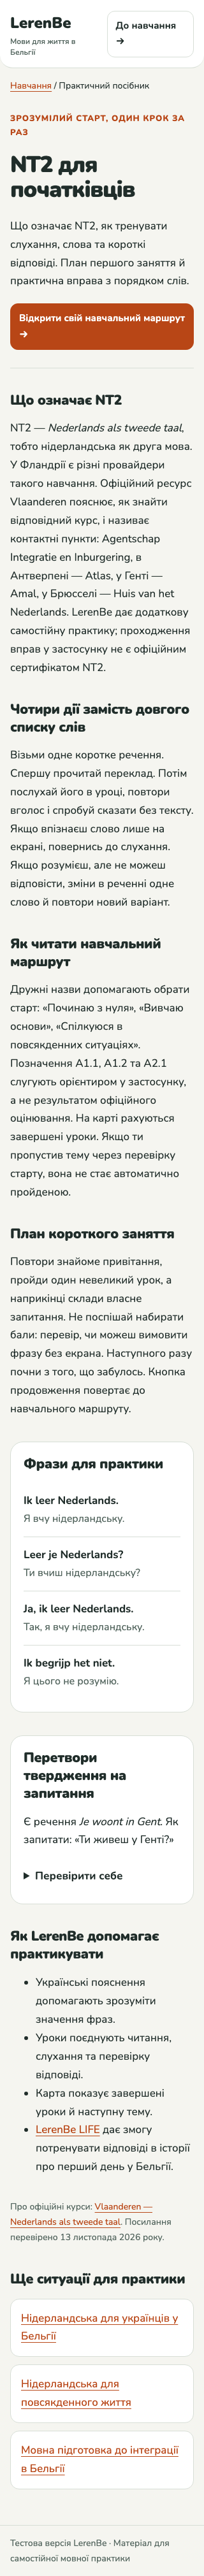 LerenBe
Мови для життя в
Бельгії
До навчання
→
Навчання / Практичний посібник
ЗРОЗУМІЛИЙ СТАРТ, ОДИН КРОК ЗА
РАЗ
NT2 для
початківців
Що означає NT2, як тренувати
слухання, слова та короткі
відповіді. План першого заняття й
практична вправа з порядком слів.
Відкрити свій навчальний маршрут
→
Що означає NT2
NT2 — Nederlands als tweede taal,
тобто нідерландська як друга мова.
У Фландрії є різні провайдери
такого навчання. Офіційний ресурс
Vlaanderen пояснює, як знайти
відповідний курс, і називає
контактні пункти: Agentschap
Integratie en Inburgering, в
Антверпені — Atlas, у Генті —
Amal, у Брюсселі — Huis van het
Nederlands. LerenBe дає додаткову
самостійну практику; проходження
вправ у застосунку не є офійійним
сертифікатом NT2.
Чотири дії замість довгого
списку слів
Візьми одне коротке речення.
Спершу прочитай переклад. Потім
послухай його в уроці, повтори
вголос і спробуй сказати без тексту.
Якщо впізнаєш слово лише на
екрані, повернись до слухання.
Якщо розумієш, але не можеш
відповісти, зміни в реченні одне
слово й повтори новий варіант.
Як читати навчальний
маршрут
Дружні назви допомагають обрати
старт: «Починаю з нуля», «Вивчаю
основи», «Спілкуюся в
повсякденних ситуаціях».
Позначення A1.1, A1.2 та A2.1
слугують орієнтиром у застосунку,
а не результатом офіційного
оцінювання. На карті рахуються
завершені уроки. Якщо ти
пропустив тему через перевірку
старту, вона не стає автоматично
пройденою.
План короткого заняття
Повтори знайоме привітання,
пройди один невеликий урок, а
наприкінці склади власне
запитання. Не поспішай набирати
бали: перевір, чи можеш вимовити
фразу без екрана. Наступного разу
почни з того, що забулось. Кнопка
продовження повертає до
навчального маршруту.
Фрази для практики
Ik leer Nederlands.
Я вчу нідерландську.
Leer je Nederlands?
Ти вчиш нідерландську?
Ja, ik leer Nederlands.
Так, я вчу нідерландську.
Ik begrijp het niet.
Я цього не розумію.
Перетвори
твердження на
запитання
Є речення Je woont in Gent. Як
запитати: «Ти живеш у Генті?»
▶ Перевірити себе
Як LerenBe допомагає
практикувати
• Українські пояснення
допомагають зрозуміти
значення фраз.
• Уроки поєднують читання,
слухання та перевірку
відповіді.
• Карта показує завершені
уроки й наступну тему.
• LerenBe LIFE дає змогу
потренувати відповіді в історії
про перший день у Бельгії.
Про офіційні курси: Vlaanderen —
Nederlands als tweede taal. Посилання
перевірено 13 листопада 2026 року.
Ще ситуації для практики
Нідерландська для українців у
Бельгії
Нідерландська для
повсякденного життя
Мовна підготовка до інтеграції
в Бельгії
Тестова версія LerenBe · Матеріал для
самостійної мовної практики